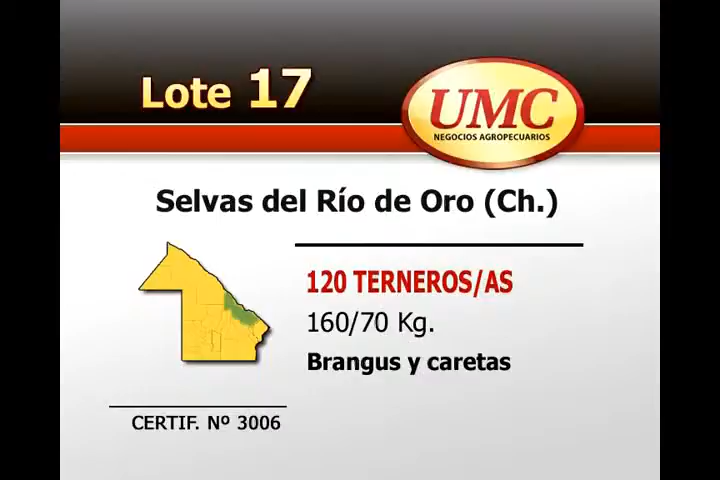 Lote 17
UMC
NEGOCIOS AGROPECUARIOS
Selvas del Río de Oro (Ch.)
120 TERNEROS/AS
160/70 Kg.
Brangus y caretas
CERTIF. Nº 3006